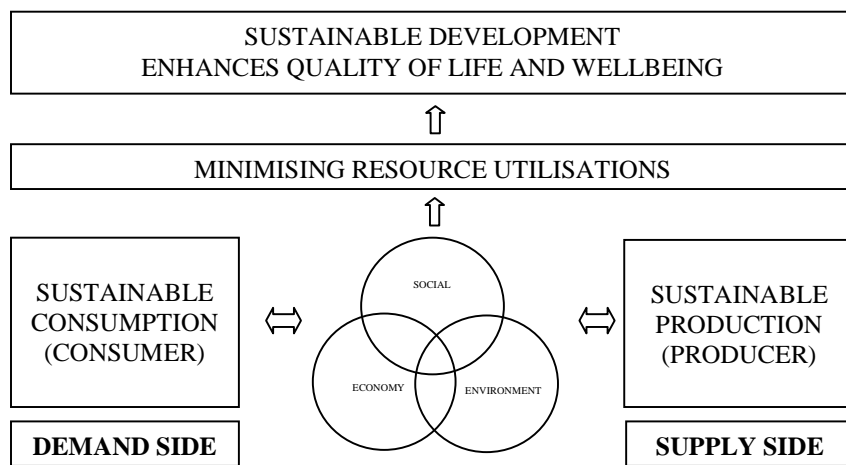 SUSTAINABLE DEVELOPMENT
ENHANCES QUALITY OF LIFE AND WELLBEING
MINIMISING RESOURCE UTILISATIONS
SUSTAINABLE
CONSUMPTION
(CONSUMER)
SOCIAL
ECONOMY
ENVIRONMENT
SUSTAINABLE
PRODUCTION
(PRODUCER)
DEMAND SIDE
SUPPLY SIDE